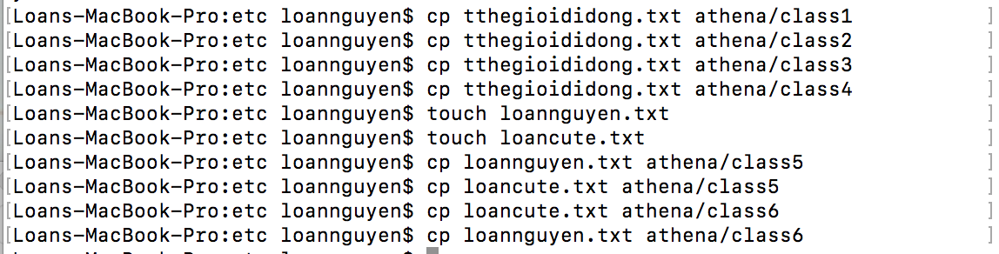 [Loans-MacBook-Pro:etc loannguyen$ cp tthegioididong.txt athena/class1 ]
[Loans-MacBook-Pro:etc loannguyen$ cp tthegioididong.txt athena/class2 ]
[Loans-MacBook-Pro:etc loannguyen$ cp tthegioididong.txt athena/class3 ]
[Loans-MacBook-Pro:etc loannguyen$ cp tthegioididong.txt athena/class4 ]
[Loans-MacBook-Pro:etc loannguyen$ touch loannguyen.txt ]
[Loans-MacBook-Pro:etc loannguyen$ touch loancute.txt ]
[Loans-MacBook-Pro:etc loannguyen$ cp loannguyen.txt athena/class5 ]
[Loans-MacBook-Pro:etc loannguyen$ cp loancute.txt athena/class5 ]
[Loans-MacBook-Pro:etc loannguyen$ cp loancute.txt athena/class6 ]
[Loans-MacBook-Pro:etc loannguyen$ cp loannguyen.txt athena/class6 ]